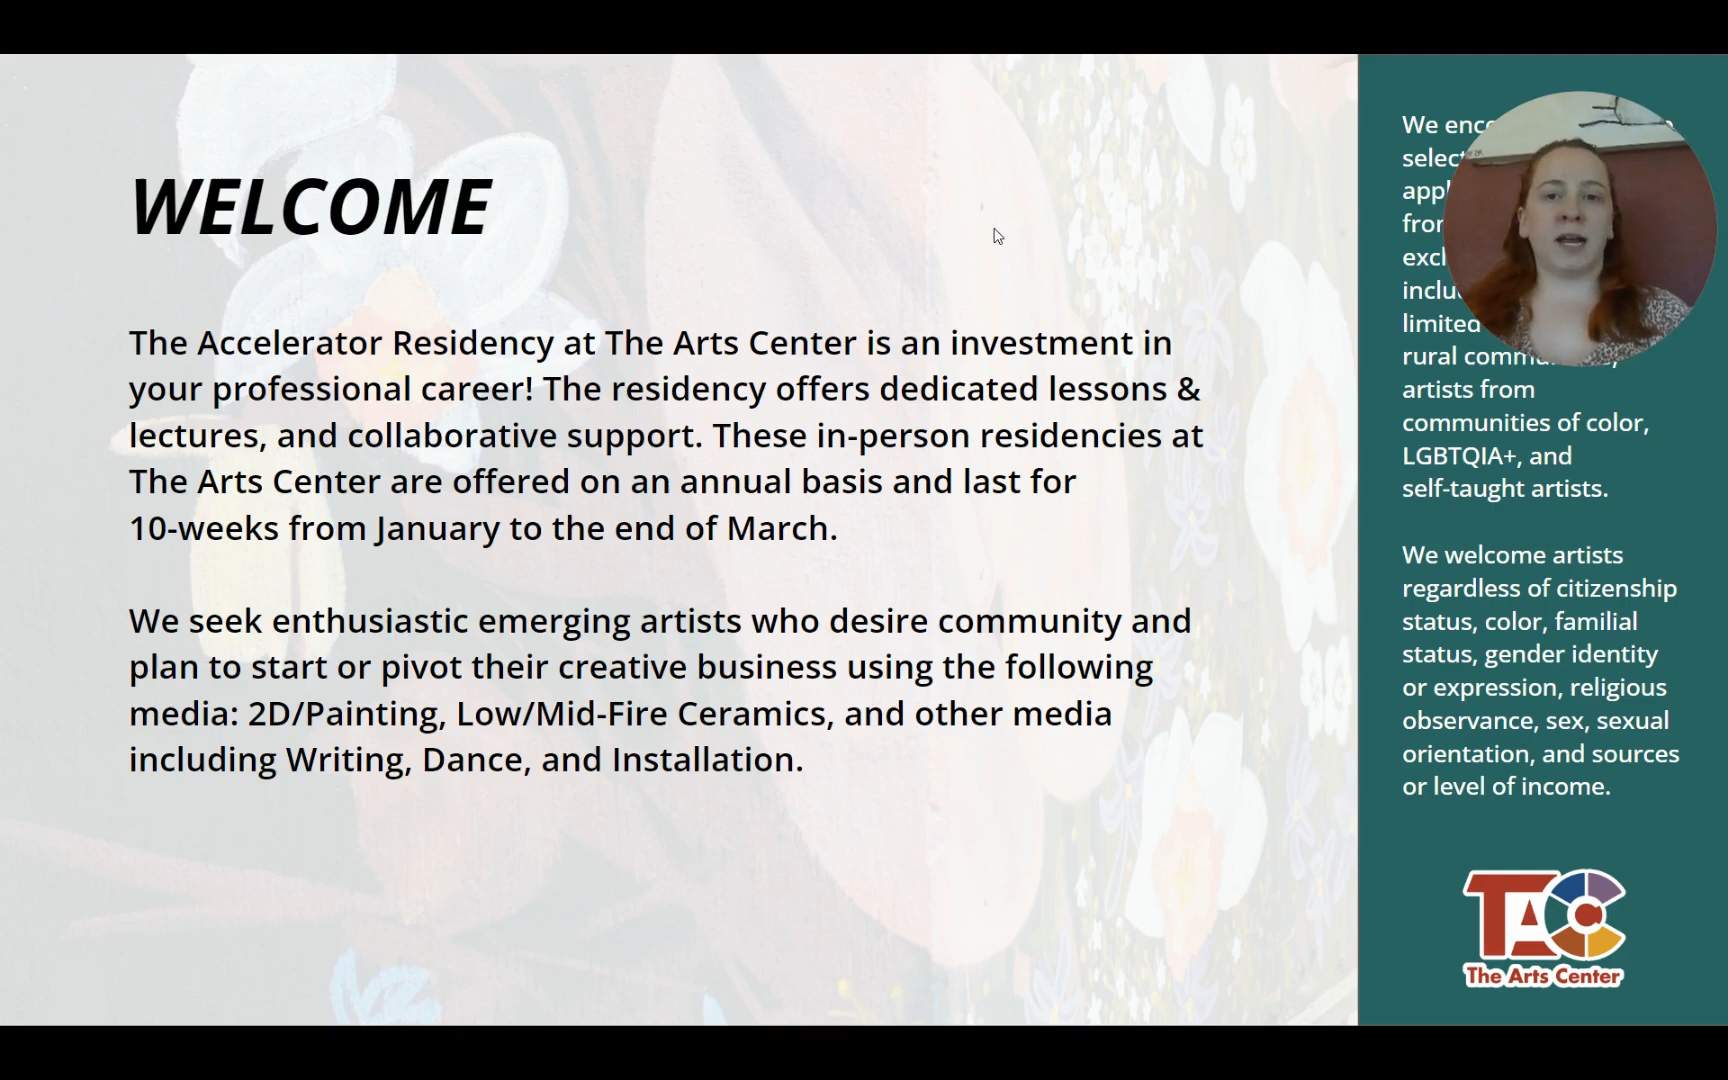 WELCOME
The Accelerator Residency at The Arts Center is an investment in
your professional career! The residency offers dedicated lessons &
lectures, and collaborative support. These in-person residencies at
The Arts Center are offered on an annual basis and last for
10-weeks from January to the end of March.
We seek enthusiastic emerging artists who desire community and
plan to start or pivot their creative business using the following
media: 2D/Painting, Low/Mid-Fire Ceramics, and other media
including Writing, Dance, and Installation.
We
limited
rural
artists from
communities of color,
LGBTQIA+, and
self-taught artists.
We welcome artists
regardless of citizenship
status, color, familial
status, gender identity
or expression, religious
observance, sex, sexual
orientation, and sources
or level of income.
TAC
The Arts Center